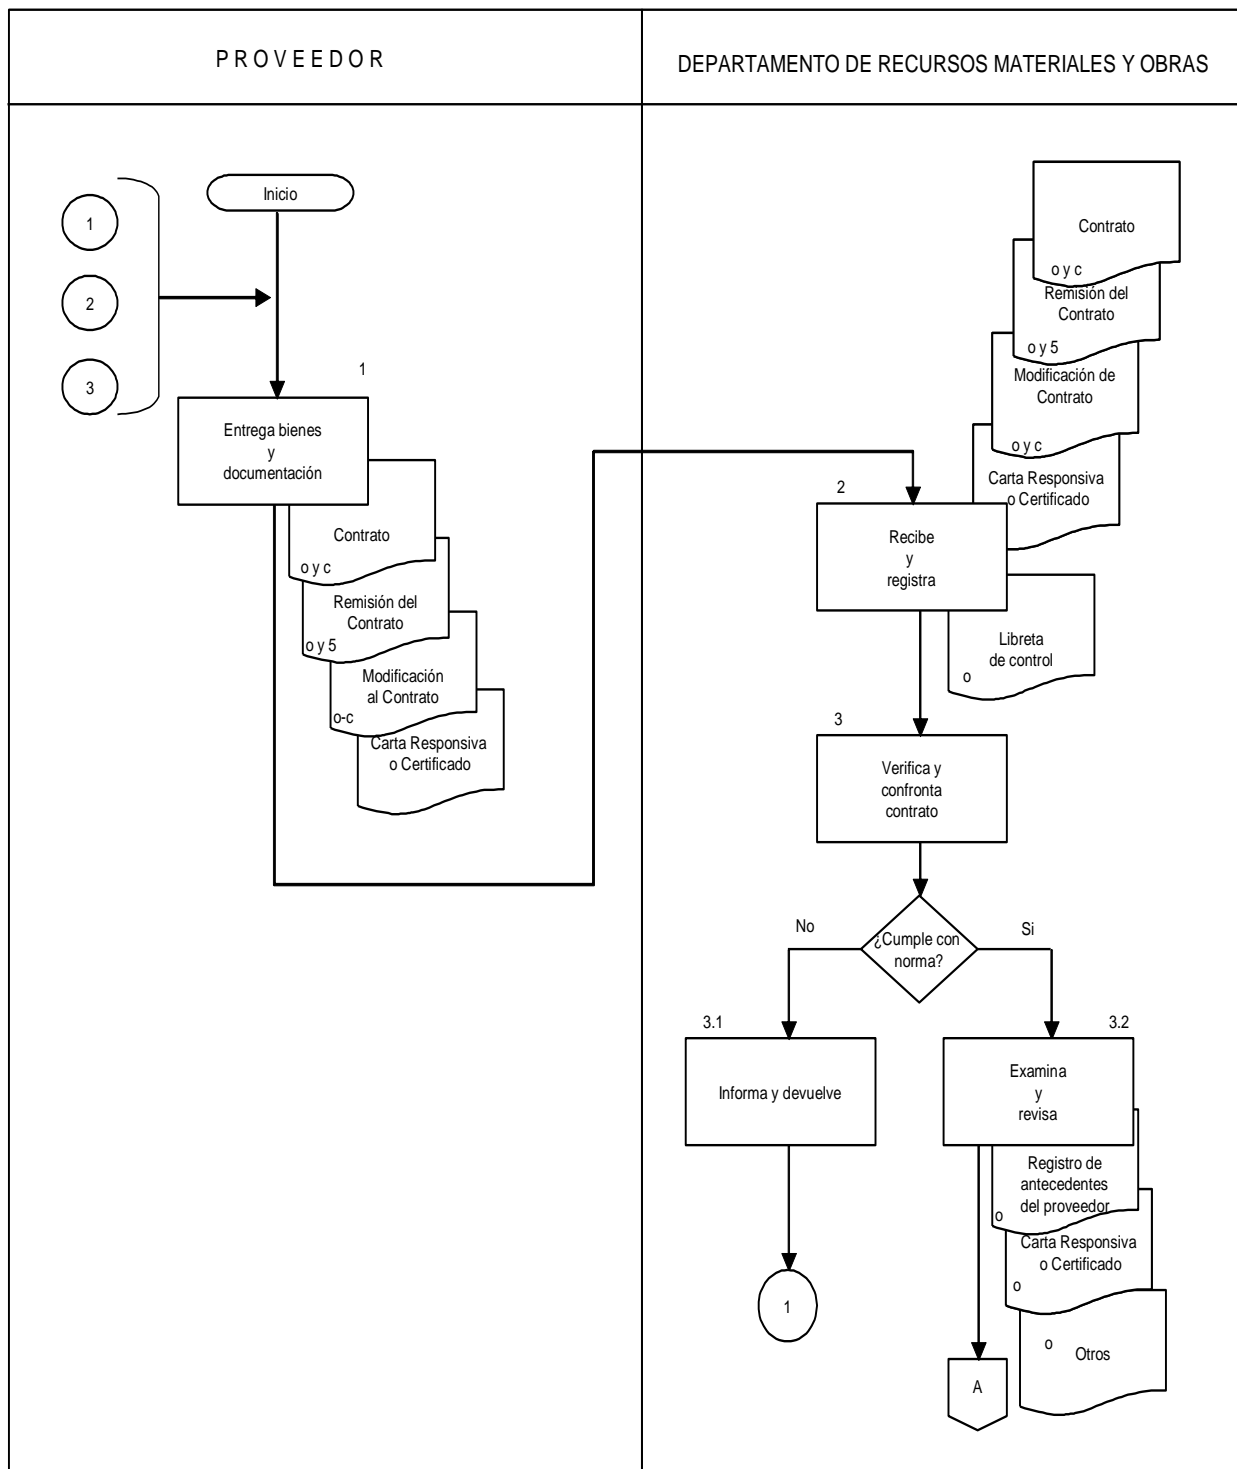 P R O V E E D O R
DEPARTAMENTO DE RECURSOS MATERIALES Y OBRAS
Inicio
1
2
3
1
Entrega bienes
y
documentación
Contrato
o y c
Remisión del
Contrato
o y 5
Modificación
al Contrato
o-c
Carta Responsiva
o Certificado
Contrato
o y c
Remisión del
Contrato
o y 5
Modificación de
Contrato
o y c
Carta Responsiva
o Certificado
2
Recibe
y
registra
Libreta
de control
o
3
Verifica y
confronta
contrato
¿Cumple con
norma?
No
Si
3.1
Informa y devuelve
1
3.2
Examina
y
revisa
Registro de
antecedentes
del proveedor
o
Carta Responsiva
o Certificado
o
o
Otros
A